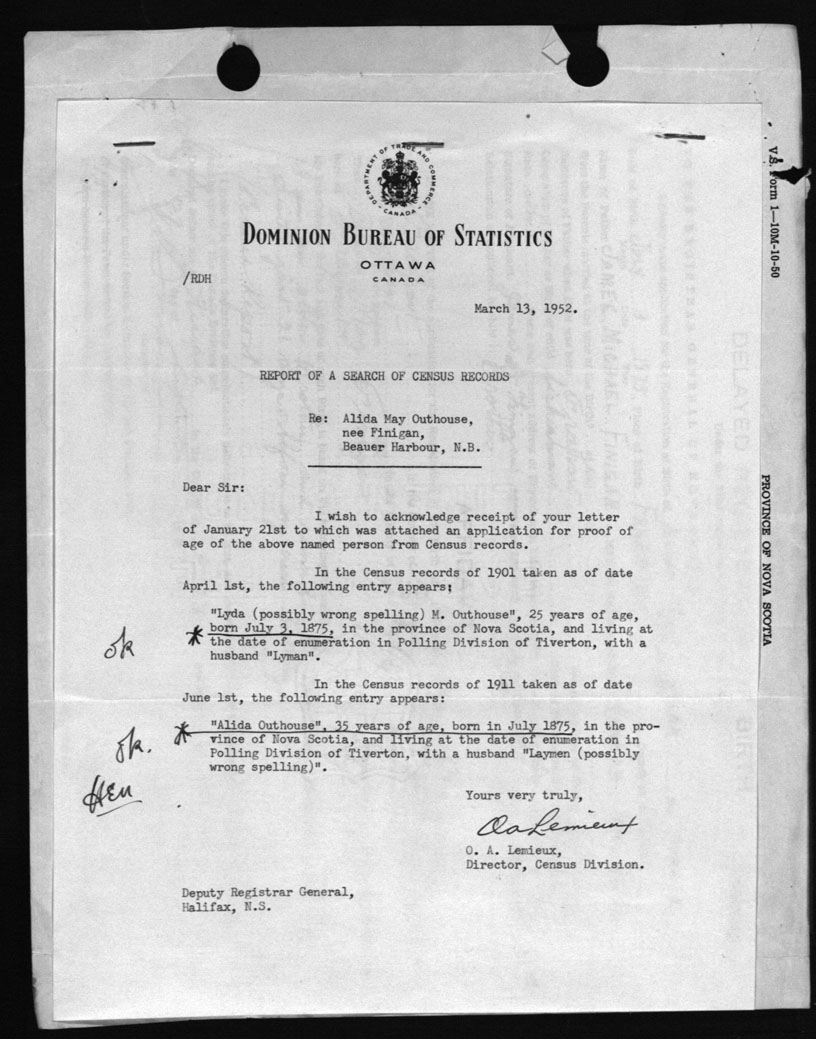 V.S. Form 1—10M-10-50
PROVINCE OF NOVA SCOTIA
DEPARTMENT OF TRADE AND COMMERCE
CANADA
DOMINION BUREAU OF STATISTICS
OTTAWA
CANADA
/RDH
March 13, 1952.
REPORT OF A SEARCH OF CENSUS RECORDS
Re: Alida May Outhouse,
nee Finigan,
Beauer Harbour, N.B.
Dear Sir:
I wish to acknowledge receipt of your letter
of January 21st to which was attached an application for proof of
age of the above named person from Census records.
In the Census records of 1901 taken as of date
April 1st, the following entry appears;
"Lyda (possibly wrong spelling) M. Outhouse", 25 years of age,
* born July 3, 1875, in the province of Nova Scotia, and living at
ok the date of enumeration in Polling Division of Tiverton, with a
husband "Lyman".
In the Census records of 1911 taken as of date
June 1st, the following entry appears:
* "Alida Outhouse", 35 years of age, born in July 1875, in the pro-
ok. vince of Nova Scotia, and living at the date of enumeration in
Polling Division of Tiverton, with a husband "Laymen (possibly
wrong spelling)".
Yours very truly,
OA Lemieux
O. A. Lemieux,
Director, Census Division.
Deputy Registrar General,
Halifax, N.S.